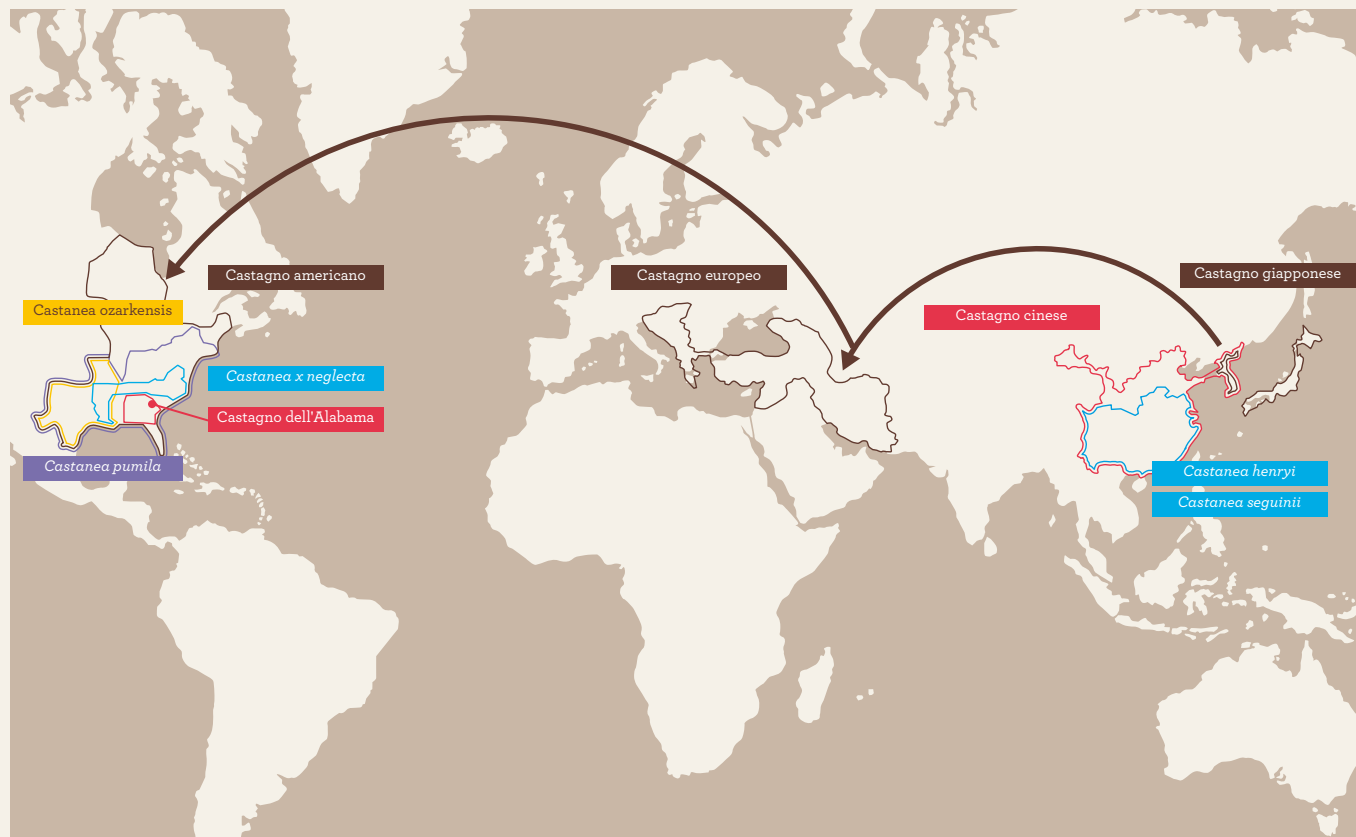 Castagno americano
Castagno europeo
Castagno giapponese
Castanea ozarkensis
Castagno cinese
Castanea x neglecta
Castagno dell'Alabama
Castanea pumila
Castanea henryi
Castanea seguinii